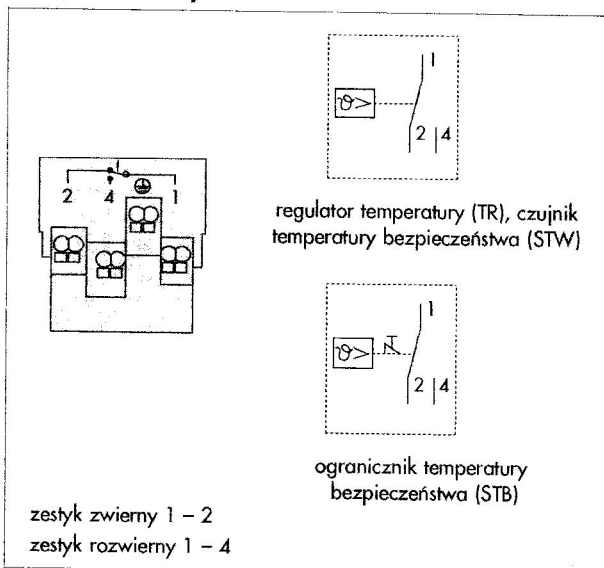 1
ϑ>
2 4
2 4 1
regulator temperatury (TR), czujnik
temperatury bezpieczeństwa (STW)
1
ϑ>
2 4
ogranicznik temperatury
bezpieczeństwa (STB)
zestyk zwierny 1 – 2
zestyk rozwierny 1 – 4